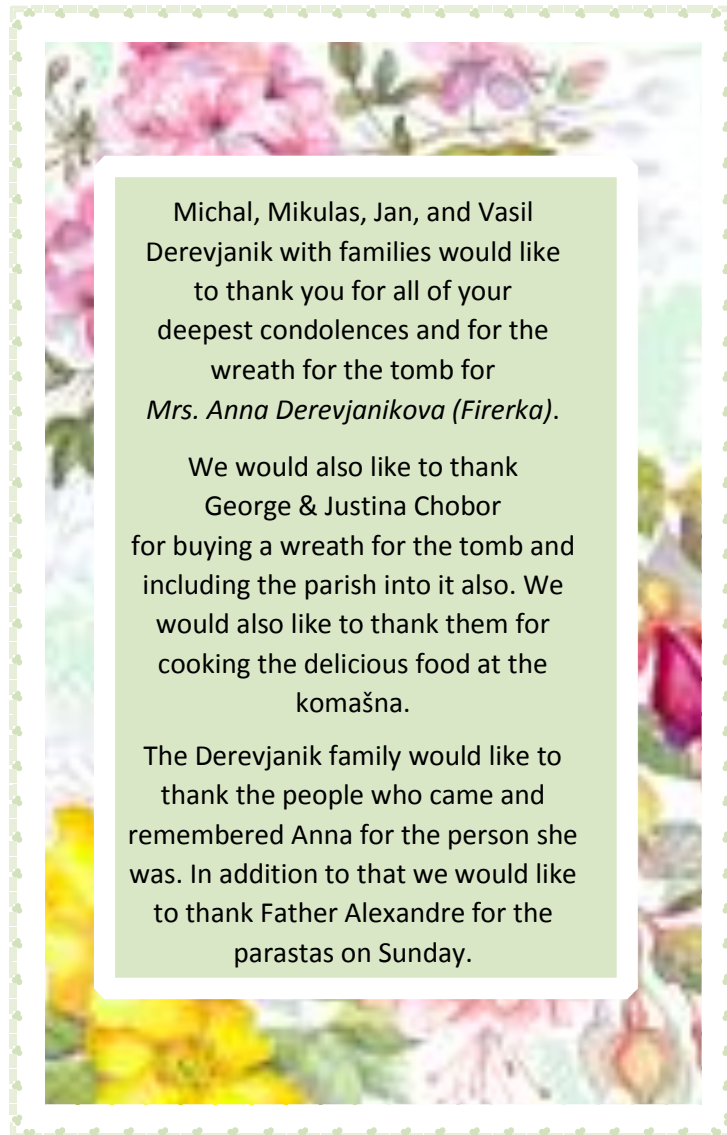 Michal, Mikulas, Jan, and Vasil
Derevjanik with families would like
to thank you for all of your
deepest condolences and for the
wreath for the tomb for
Mrs. Anna Derevjanikova (Firerka).
We would also like to thank
George & Justina Chobor
for buying a wreath for the tomb and
including the parish into it also. We
would also like to thank them for
cooking the delicious food at the
komašna.
The Derevjanik family would like to
thank the people who came and
remembered Anna for the person she
was. In addition to that we would like
to thank Father Alexandre for the
parastas on Sunday.